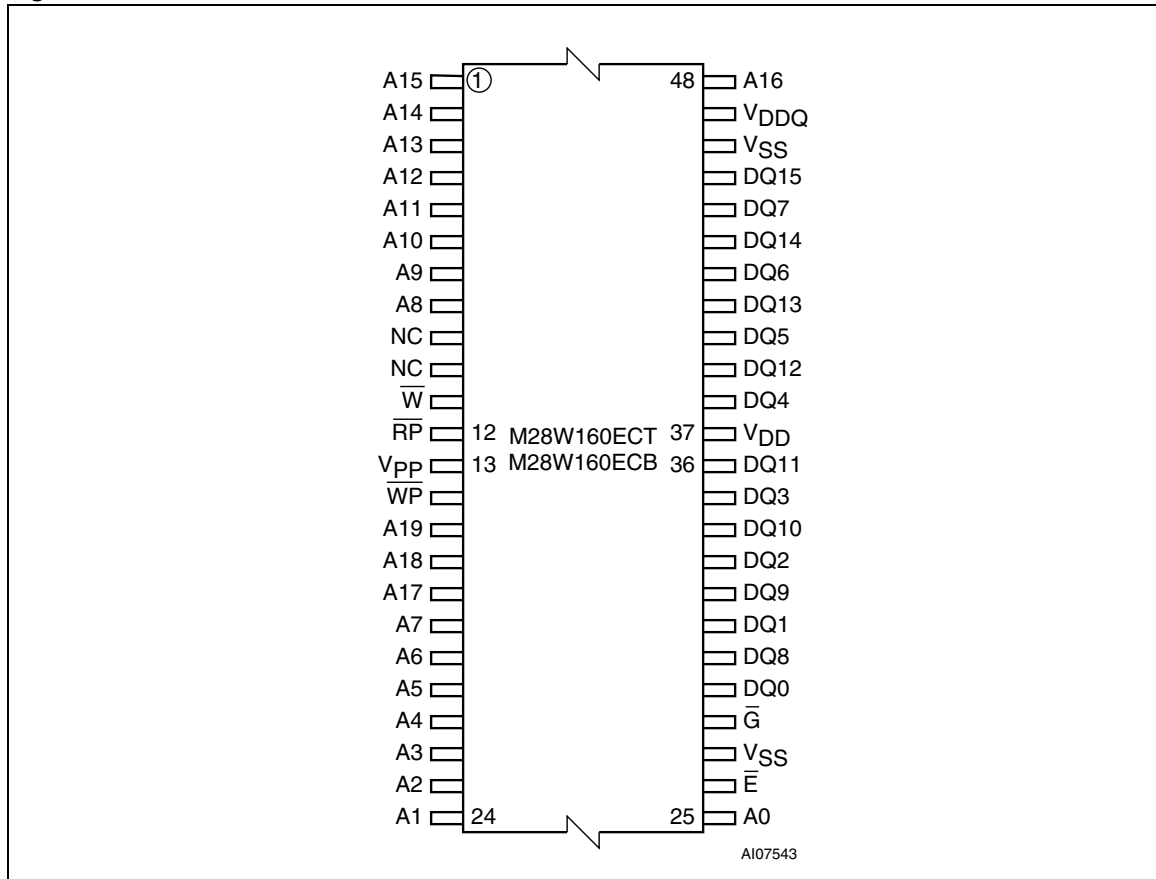 A15 ① 48 A16
A14 VDDQ
A13 VSS
A12 DQ15
A11 DQ7
A10 DQ14
A9 DQ6
A8 DQ13
NC DQ5
NC DQ12
W̅ DQ4
R̅P̅ 12 M28W160ECT 37 VDD
VPP 13 M28W160ECB 36 DQ11
W̅P̅ DQ3
A19 DQ10
A18 DQ2
A17 DQ9
A7 DQ1
A6 DQ8
A5 DQ0
A4 G̅
A3 VSS
A2 E̅
A1 24 25 A0
AI07543